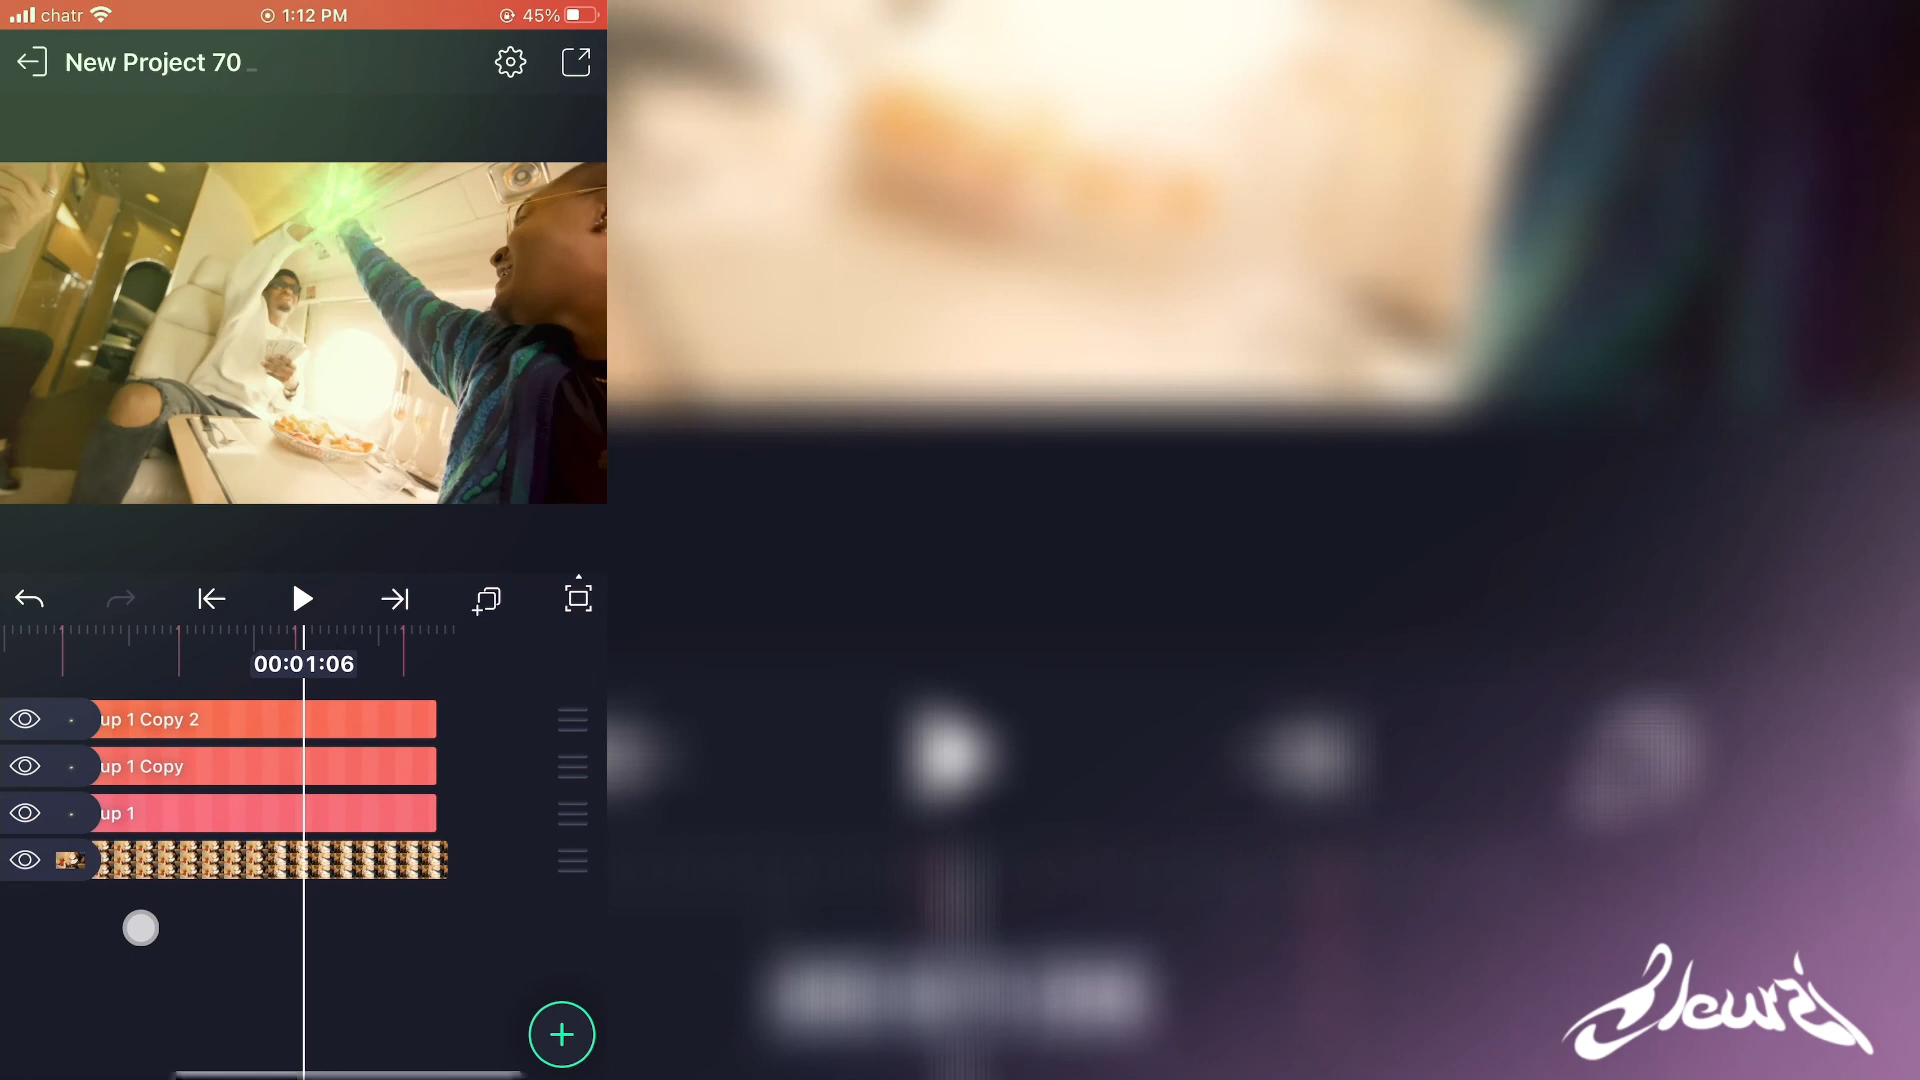 chatr 1:12 PM 45%
New Project 70
00:01:06
up 1 Copy 2
up 1 Copy
up 1